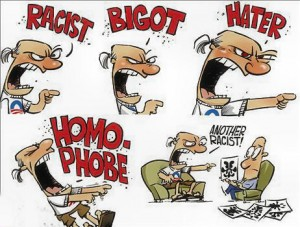 RACIST
BIGOT
HATER
HOMO-
PHOBE
ANOTHER
RACIST!